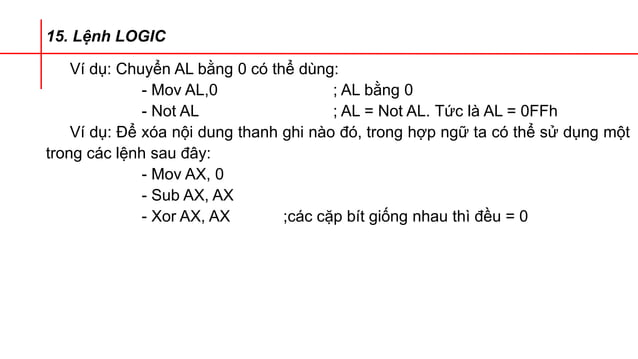 15. Lệnh LOGIC
Ví dụ: Chuyển AL bằng 0 có thể dùng:
- Mov AL,0 ; AL bằng 0
- Not AL ; AL = Not AL. Tức là AL = 0FFh
Ví dụ: Để xóa nội dung thanh ghi nào đó, trong hợp ngữ ta có thể sử dụng một
trong các lệnh sau đây:
- Mov AX, 0
- Sub AX, AX
- Xor AX, AX ;các cặp bít giống nhau thì đều = 0